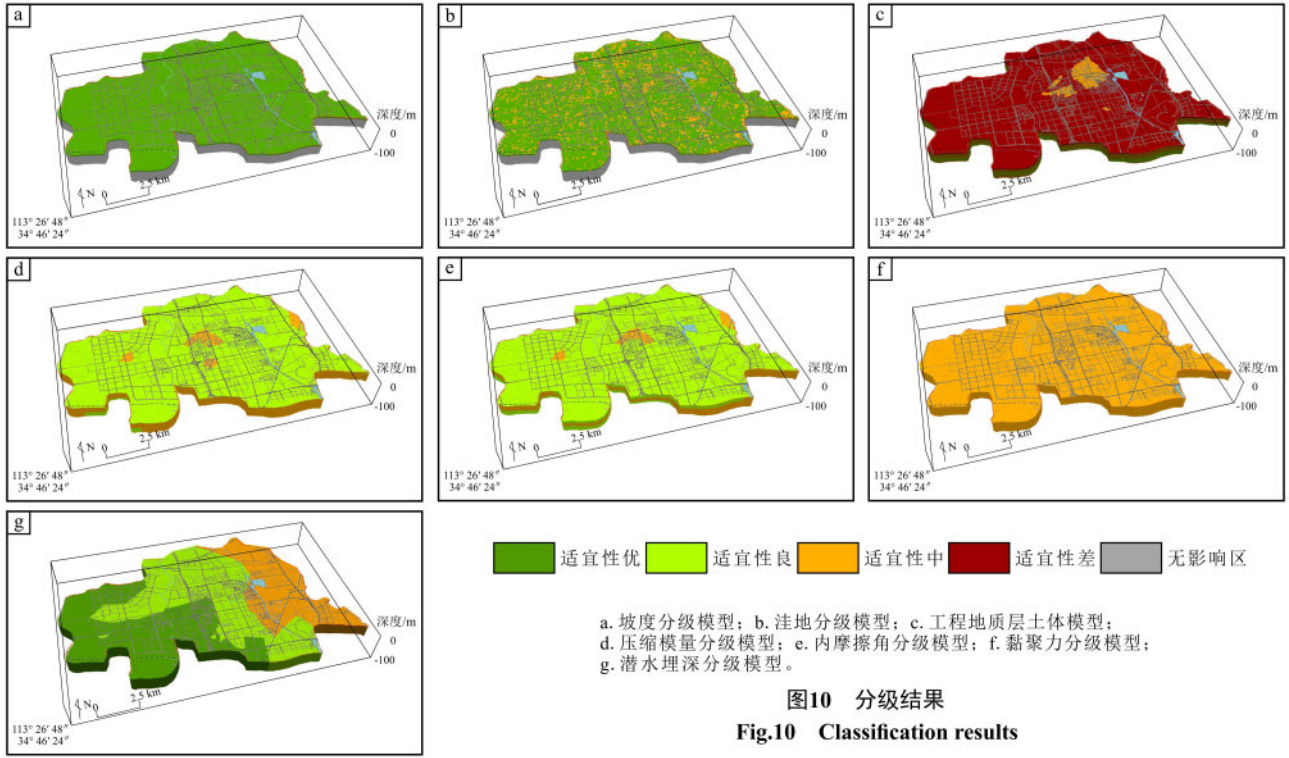 a
深度/m
0
-100
N
0
2.5 km
113° 26′ 48″
34° 46′ 24″
b
深度/m
0
-100
N
0
2.5 km
113° 26′ 48″
34° 46′ 24″
c
深度/m
0
-100
N
0
2.5 km
113° 26′ 48″
34° 46′ 24″
d
深度/m
0
-100
N
0
2.5 km
113° 26′ 48″
34° 46′ 24″
e
深度/m
0
-100
N
0
2.5 km
113° 26′ 48″
34° 46′ 24″
f
深度/m
0
-100
N
0
2.5 km
113° 26′ 48″
34° 46′ 24″
g
深度/m
0
-100
N
0
2.5 km
113° 26′ 48″
34° 46′ 24″
适宜性优 适宜性良 适宜性中 适宜性差 无影响区
a. 坡度分级模型；b. 洼地分级模型；c. 工程地质层土体模型；
d. 压缩模量分级模型；e. 内摩擦角分级模型；f. 黏聚力分级模型；
g. 潜水埋深分级模型。
图10 分级结果
Fig.10 Classification results